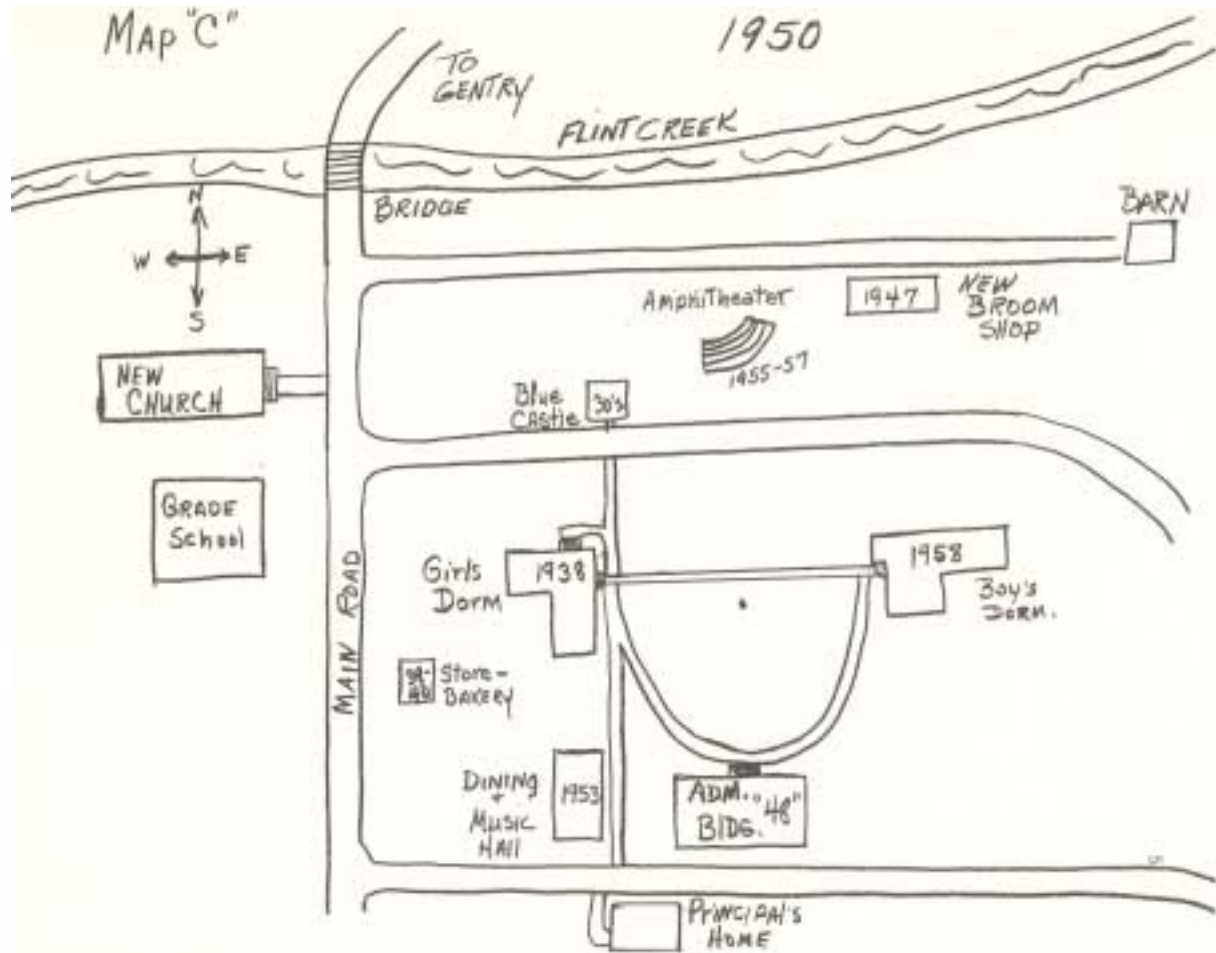 MAP "C"
1950
TO
GENTRY
FLINT CREEK
BRIDGE
N
W E
S
BARN
1947
NEW
BROOM
SHOP
AmphiTheater
1955-57
NEW
CHURCH
Blue
CAStle
30's
GRADE
School
MAIN ROAD
Girls
Dorm
1938
1958
Boy's
DORM.
Store-
BAKERY
DINING
+
MUSIC
HAll
1953
ADM. "48"
BlDG.
PrINCIPAl's
HOME